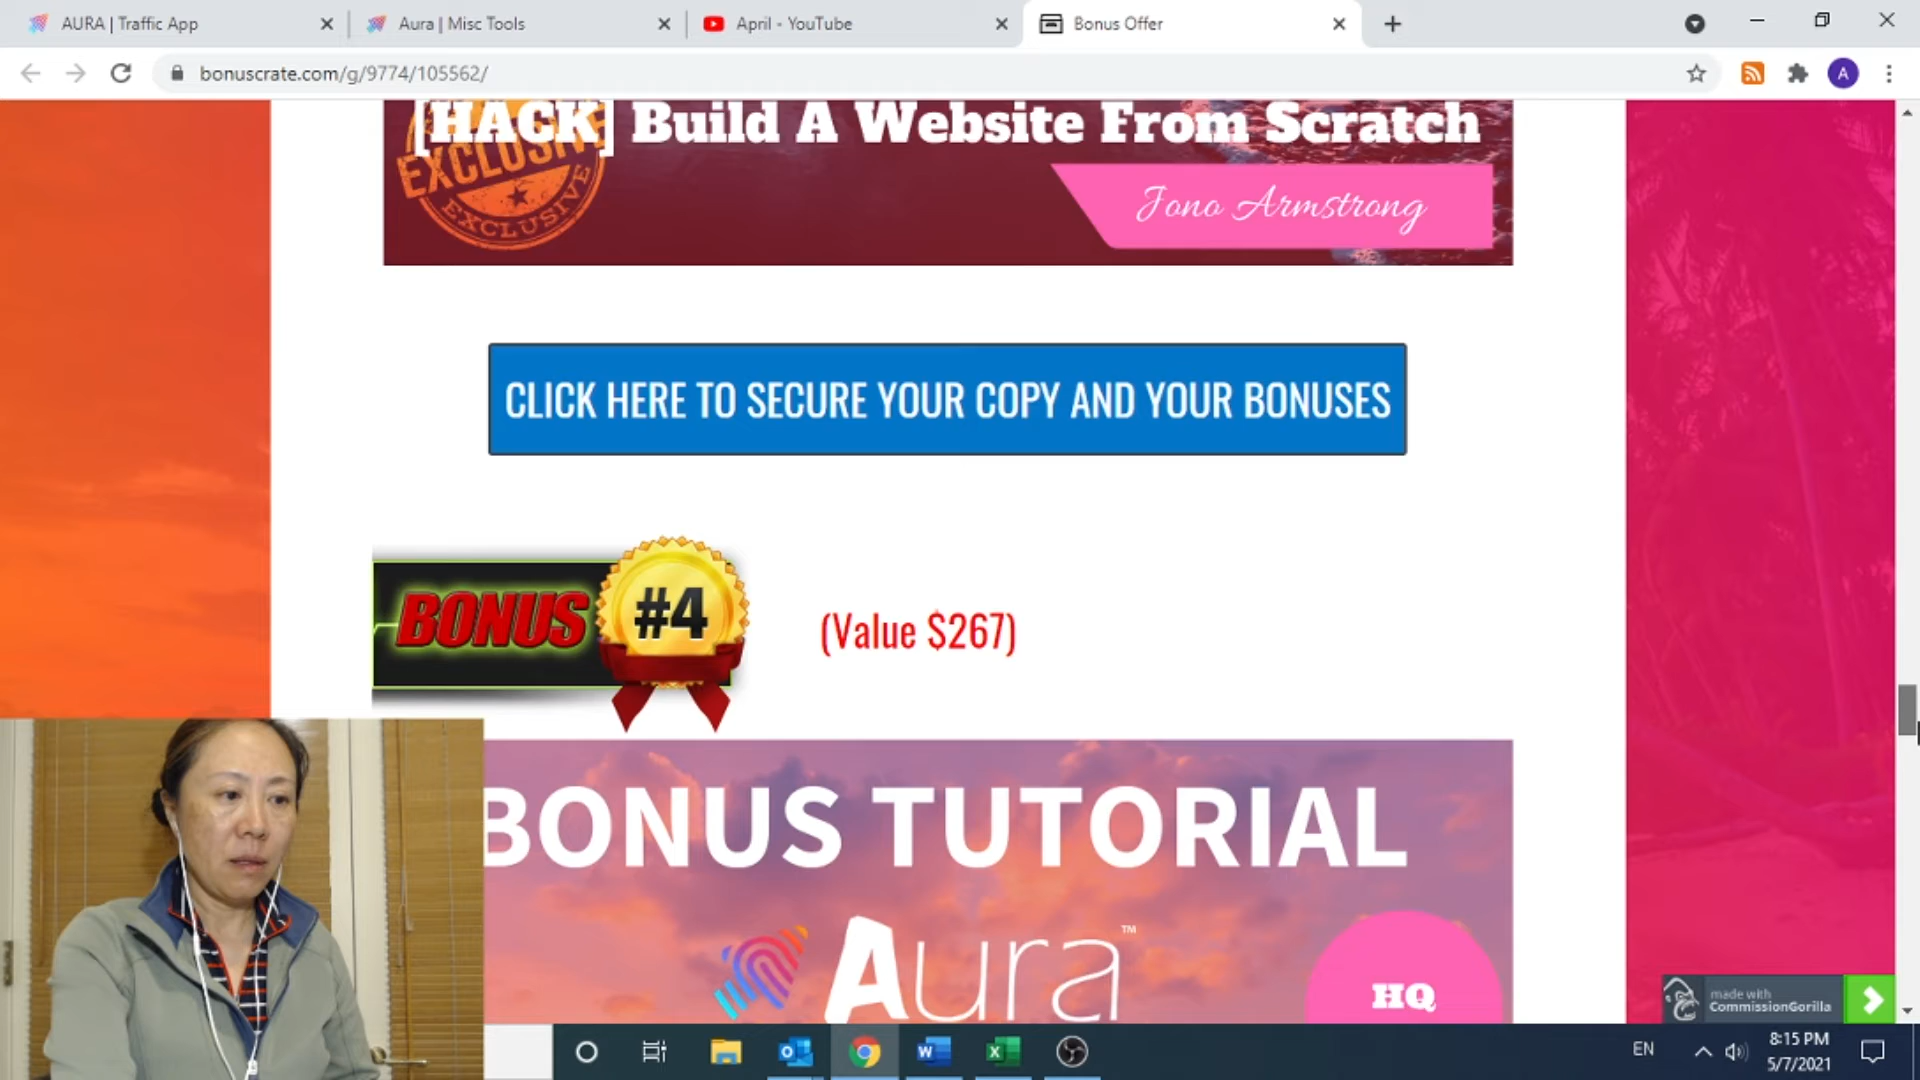 AURA | Traffic App
Aura | Misc Tools
April - YouTube
Bonus Offer
bonuscrate.com/g/9774/105562/
A
[HACK] Build A Website From Scratch
EXCLUSIVE
EXCLUSIVE
Jono Armstrong
CLICK HERE TO SECURE YOUR COPY AND YOUR BONUSES
BONUS #4
(Value $267)
BONUS TUTORIAL
Aura™
HQ
made with
CommissionGorilla
EN
8:15 PM
5/7/2021